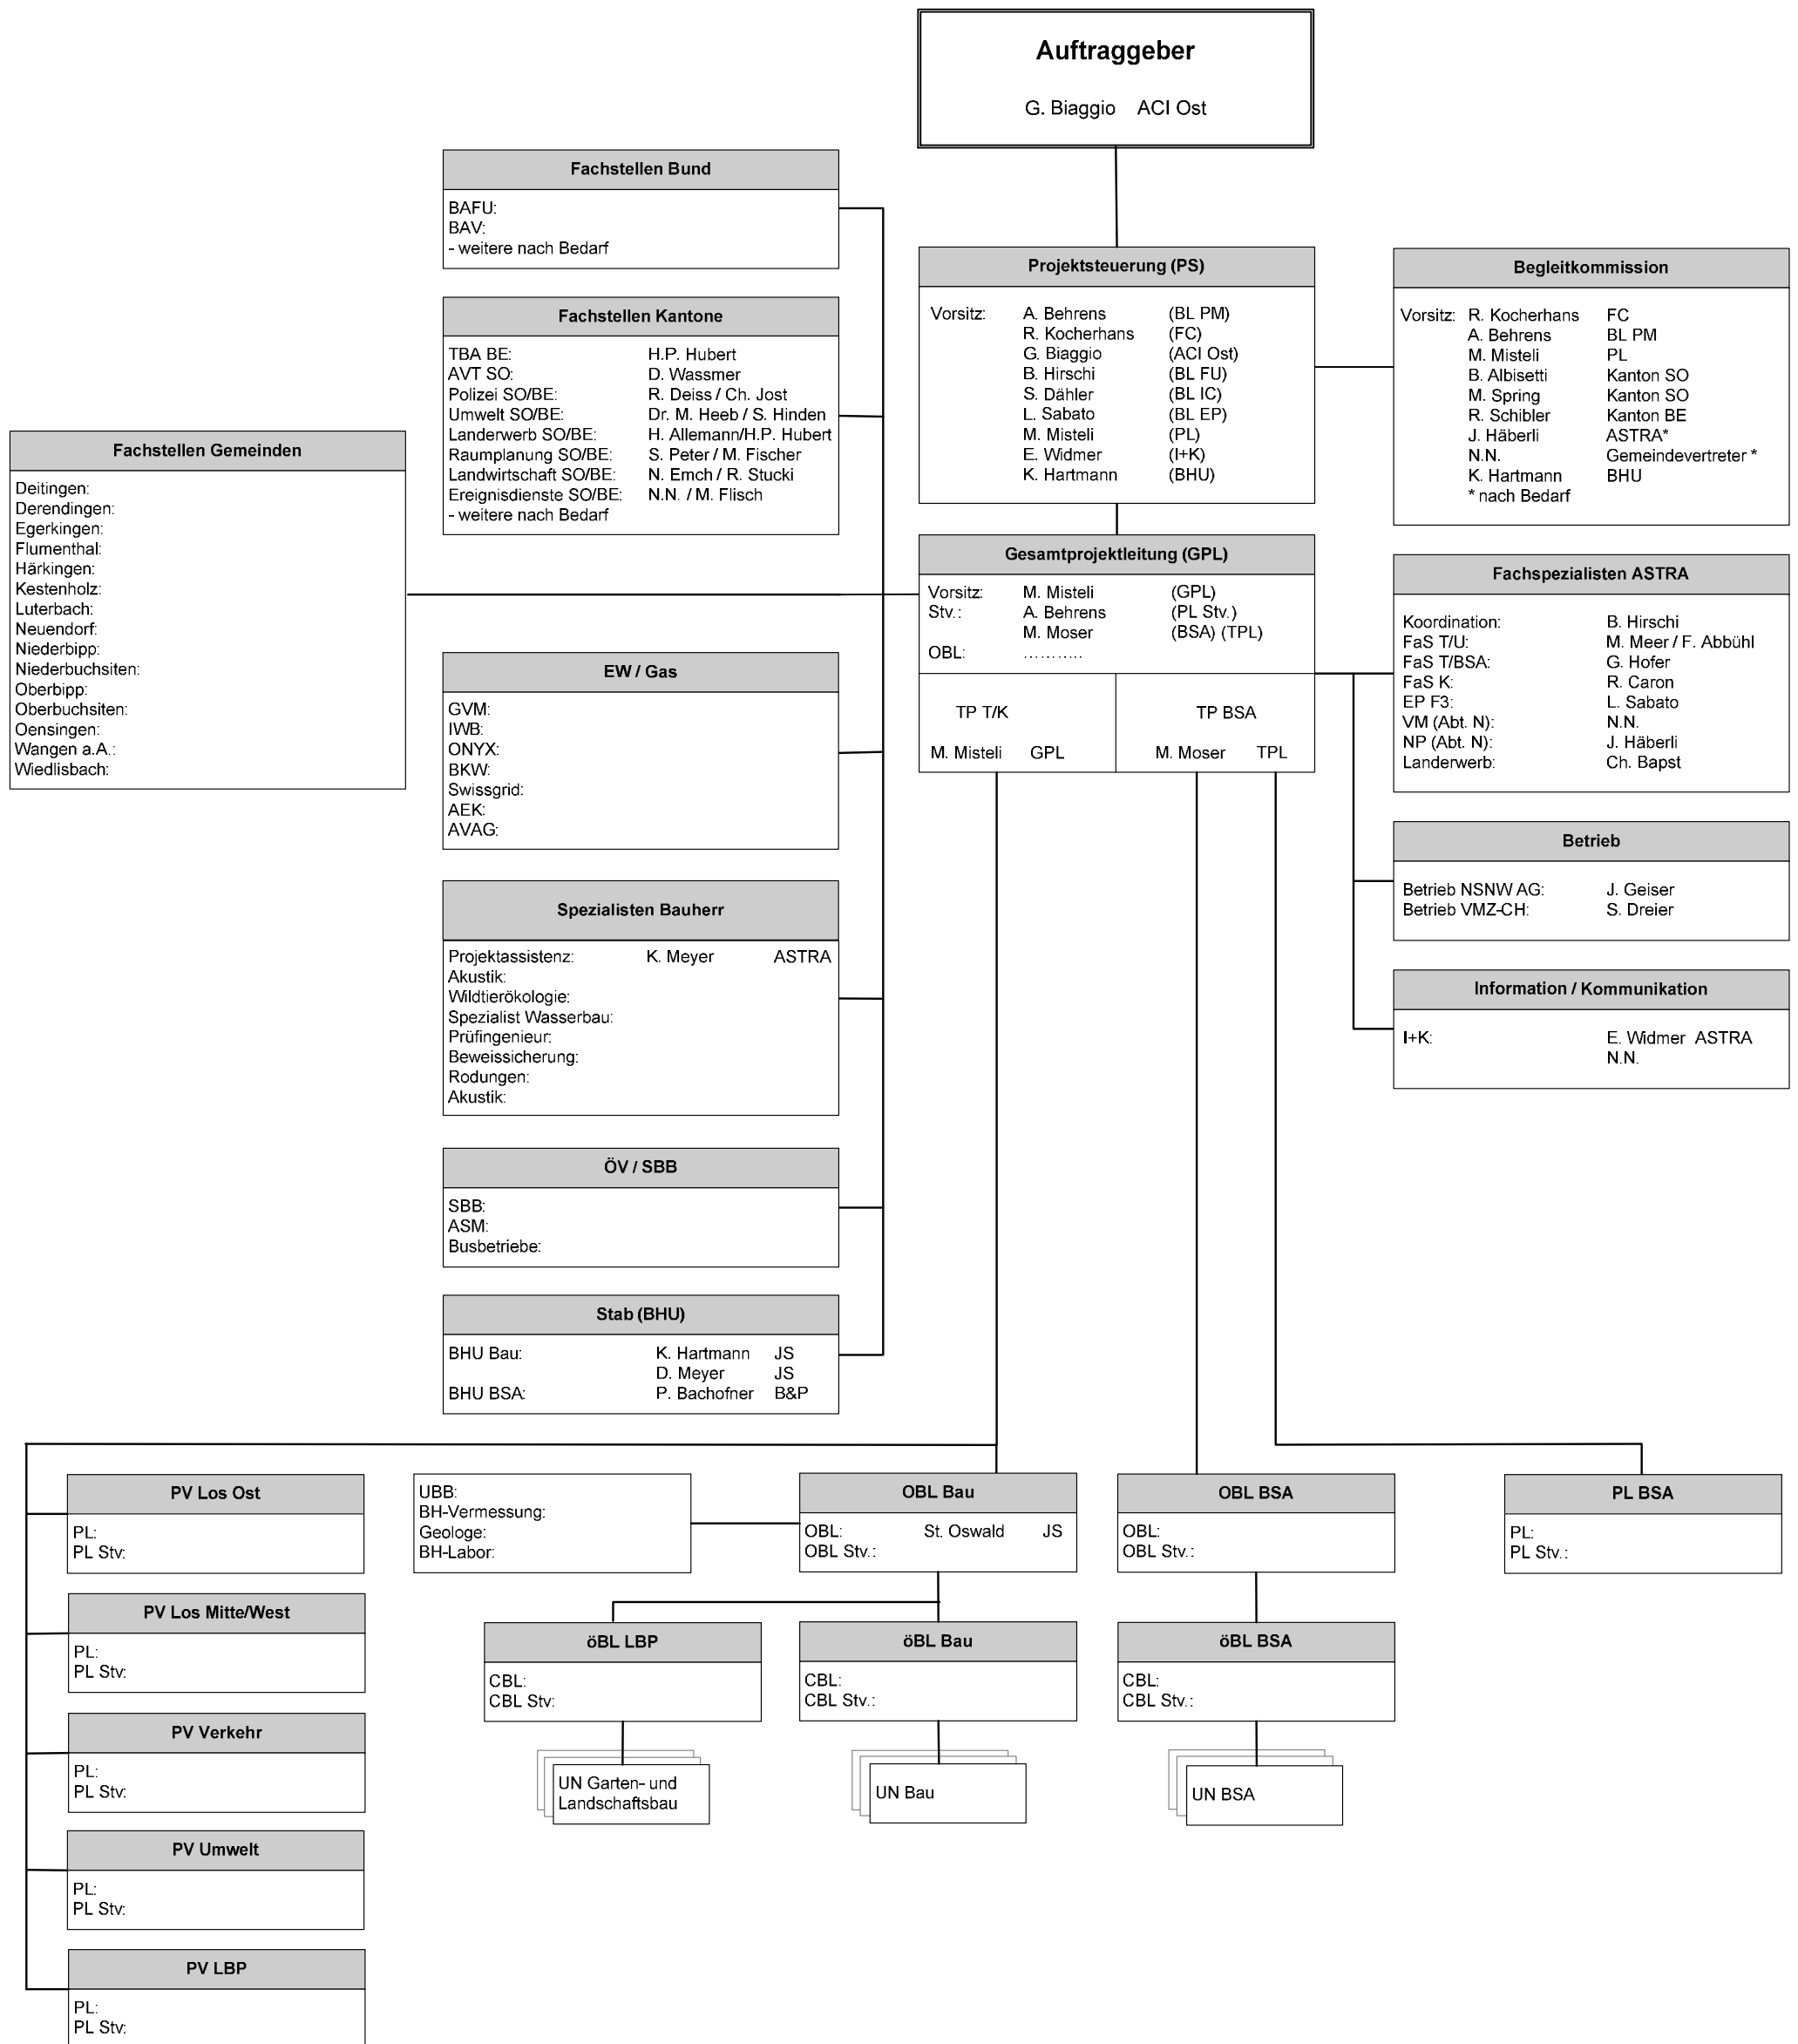 Auftraggeber
G. Biaggio ACI Ost
Fachstellen Bund
BAFU:
BAV:
- weitere nach Bedarf
Fachstellen Kantone
TBA BE: H.P. Hubert
AVT SO: D. Wassmer
Polizei SO/BE: R. Deiss / Ch. Jost
Umwelt SO/BE: Dr. M. Heeb / S. Hinden
Landerwerb SO/BE: H. Allemann/H.P. Hubert
Raumplanung SO/BE: S. Peter / M. Fischer
Landwirtschaft SO/BE: N. Emch / R. Stucki
Ereignisdienste SO/BE: N.N. / M. Flisch
- weitere nach Bedarf
Projektsteuerung (PS)
Vorsitz: A. Behrens (BL PM)
R. Kocherhans (FC)
G. Biaggio (ACI Ost)
B. Hirschi (BL FU)
S. Dähler (BL IC)
L. Sabato (BL EP)
M. Misteli (PL)
E. Widmer (I+K)
K. Hartmann (BHU)
Begleitkommission
Vorsitz: R. Kocherhans FC
A. Behrens BL PM
M. Misteli PL
B. Albisetti Kanton SO
M. Spring Kanton SO
R. Schibler Kanton BE
J. Häberli ASTRA*
N.N. Gemeindevertreter *
K. Hartmann BHU
* nach Bedarf
Fachstellen Gemeinden
Deitingen:
Derendingen:
Egerkingen:
Flumenthal:
Härkingen:
Kestenholz:
Luterbach:
Neuendorf:
Niederbipp:
Niederbuchsiten:
Oberbipp:
Oberbuchsiten:
Oensingen:
Wangen a.A.:
Wiedlisbach:
Gesamtprojektleitung (GPL)
Vorsitz: M. Misteli (GPL)
Stv.: A. Behrens (PL Stv.)
M. Moser (BSA) (TPL)
OBL: ...........
TP T/K
M. Misteli GPL
TP BSA
M. Moser TPL
Fachspezialisten ASTRA
Koordination: B. Hirschi
FaS T/U: M. Meer / F. Abbühl
FaS T/BSA: G. Hofer
FaS K: R. Caron
EP F3: L. Sabato
VM (Abt. N): N.N.
NP (Abt. N): J. Häberli
Landerwerb: Ch. Bapst
EW / Gas
GVM:
IWB:
ONYX:
BKW:
Swissgrid:
AEK:
AVAG:
Betrieb
Betrieb NSNW AG: J. Geiser
Betrieb VMZ-CH: S. Dreier
Spezialisten Bauherr
Projektassistenz: K. Meyer ASTRA
Akustik:
Wildtierökologie:
Spezialist Wasserbau:
Prüfingenieur:
Beweissicherung:
Rodungen:
Akustik:
Information / Kommunikation
I+K: E. Widmer ASTRA
N.N.
ÖV / SBB
SBB:
ASM:
Busbetriebe:
Stab (BHU)
BHU Bau: K. Hartmann JS
D. Meyer JS
BHU BSA: P. Bachofner B&P
PV Los Ost
PL:
PL Stv:
UBB:
BH-Vermessung:
Geologe:
BH-Labor:
OBL Bau
OBL: St. Oswald JS
OBL Stv.:
OBL BSA
OBL:
OBL Stv.:
PL BSA
PL:
PL Stv.:
PV Los Mitte/West
PL:
PL Stv:
öBL LBP
CBL:
CBL Stv:
öBL Bau
CBL:
CBL Stv.:
öBL BSA
CBL:
CBL Stv.:
PV Verkehr
PL:
PL Stv:
UN Garten- und
Landschaftsbau
UN Bau
UN BSA
PV Umwelt
PL:
PL Stv:
PV LBP
PL:
PL Stv: